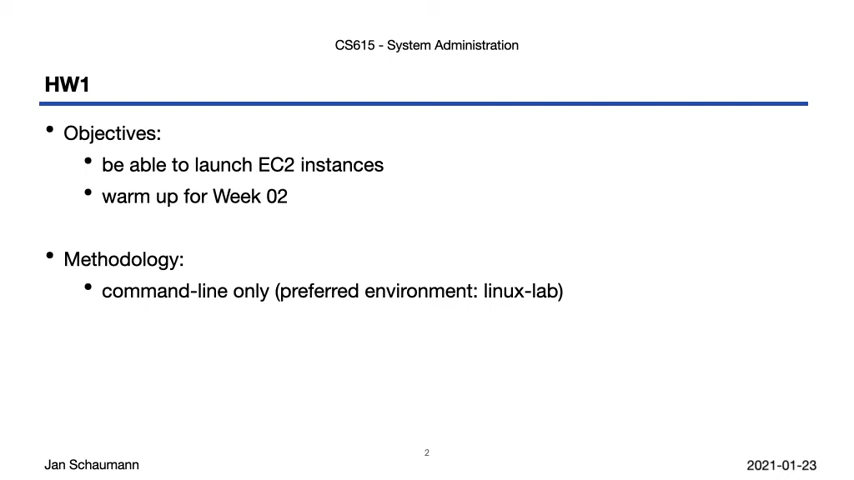 CS615 - System Administration
HW1
• Objectives:
• be able to launch EC2 instances
• warm up for Week 02
• Methodology:
• command-line only (preferred environment: linux-lab)
2
Jan Schaumann
2021-01-23